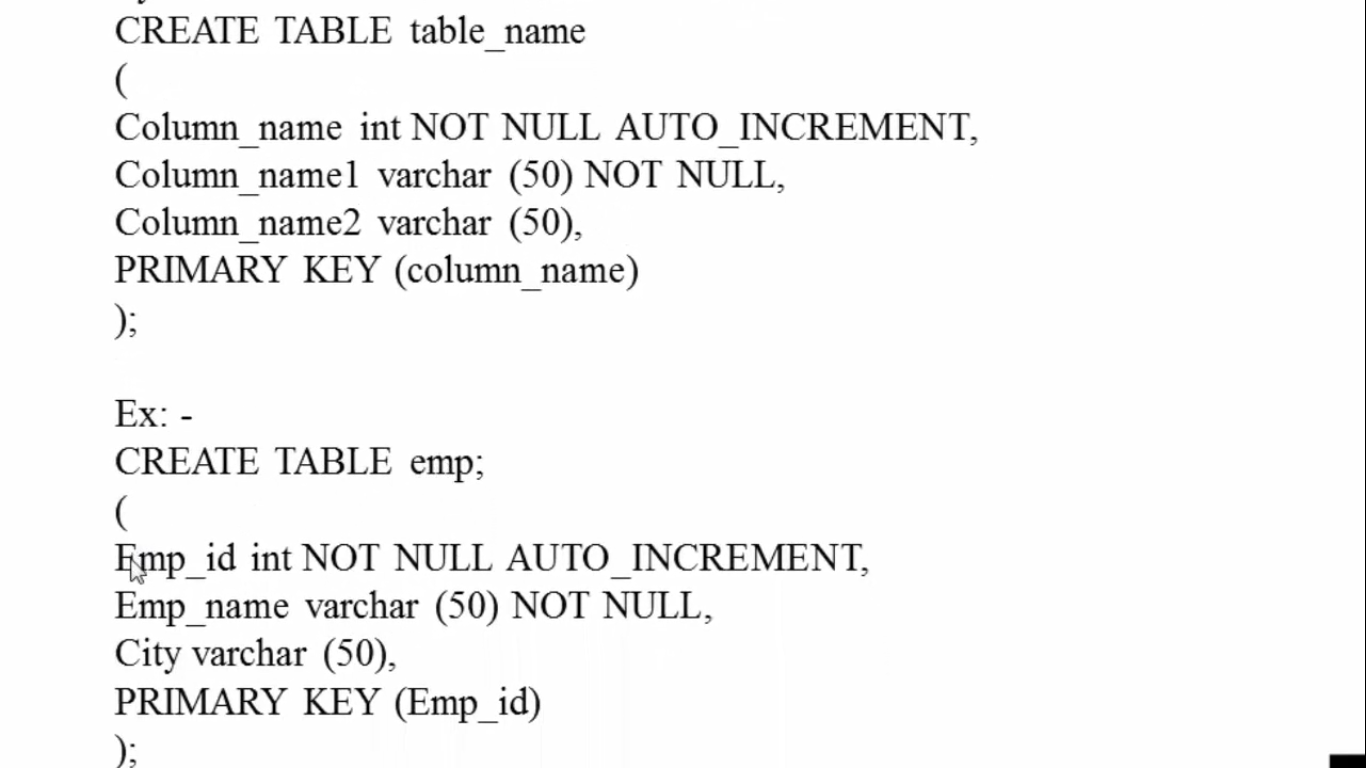 CREATE TABLE table_name
(
Column_name int NOT NULL AUTO_INCREMENT,
Column_name1 varchar (50) NOT NULL,
Column_name2 varchar (50),
PRIMARY KEY (column_name)
);
Ex: -
CREATE TABLE emp;
(
Emp_id int NOT NULL AUTO_INCREMENT,
Emp_name varchar (50) NOT NULL,
City varchar (50),
PRIMARY KEY (Emp_id)
);